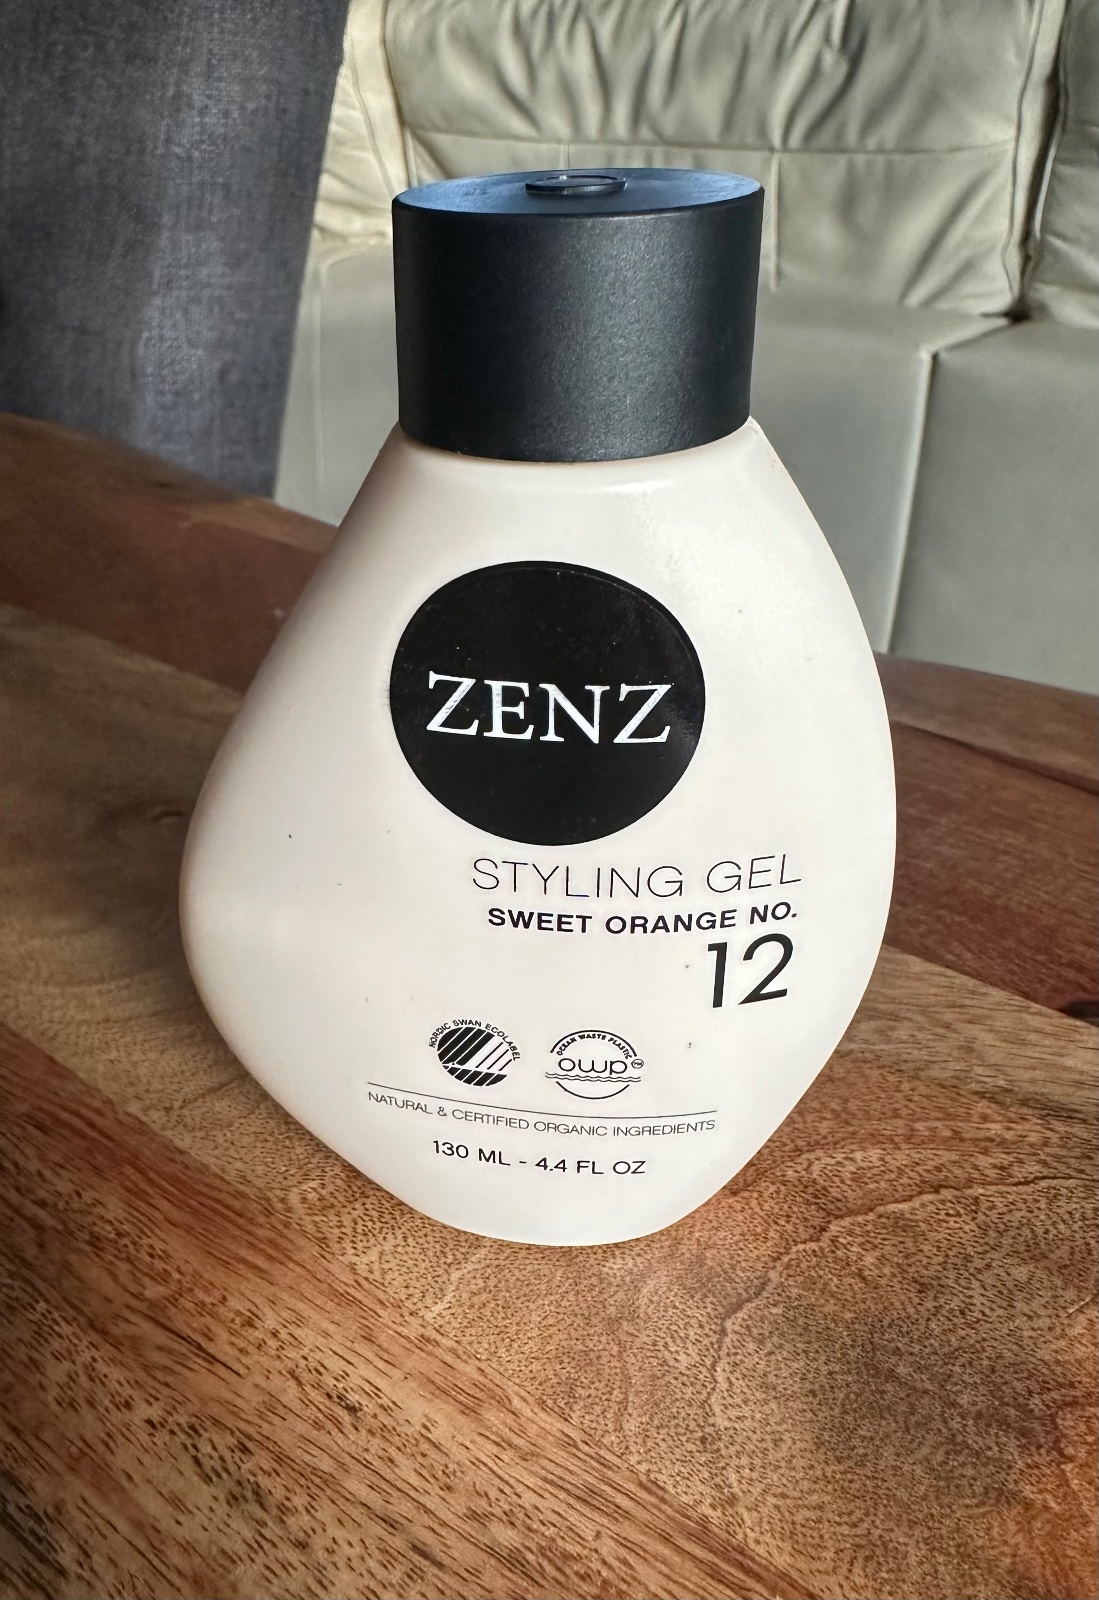 ZENZ
STYLING GEL
SWEET ORANGE NO.
12
NORDIC SWAN ECOLABEL
OCEAN WASTE PLASTIC
owp™
NATURAL & CERTIFIED ORGANIC INGREDIENTS
130 ML - 4.4 FL OZ